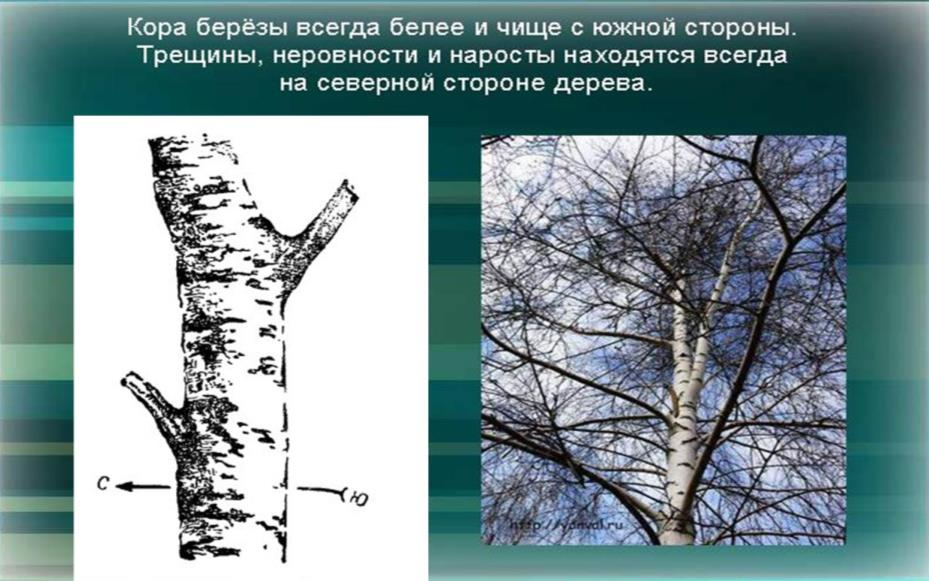 Кора берёзы всегда белее и чище с южной стороны.
Трещины, неровности и наросты находятся всегда
на северной стороне дерева.
С
Ю